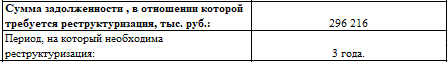 Сумма задолженности , в отношении которой
требуется реструктуризация, тыс. руб.:
296 216
Период, на который необходима
реструктуризация:
3 года.